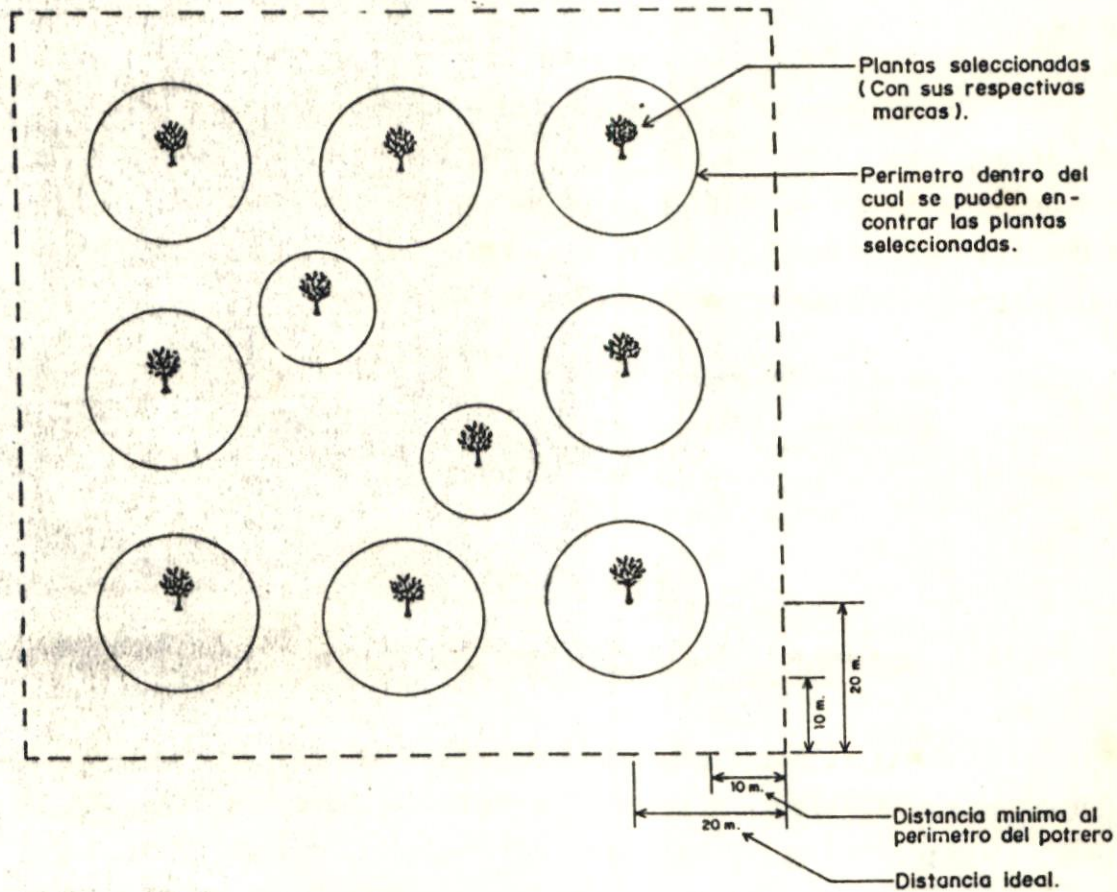 Plantas seleccionadas
(Con sus respectivas
marcas).
Perimetro dentro del
cual se pueden en-
contrar las plantas
seleccionadas.
20 m.
10 m.
10 m.
20 m.
Distancia minima al
perimetro del potrero
Distancia ideal.